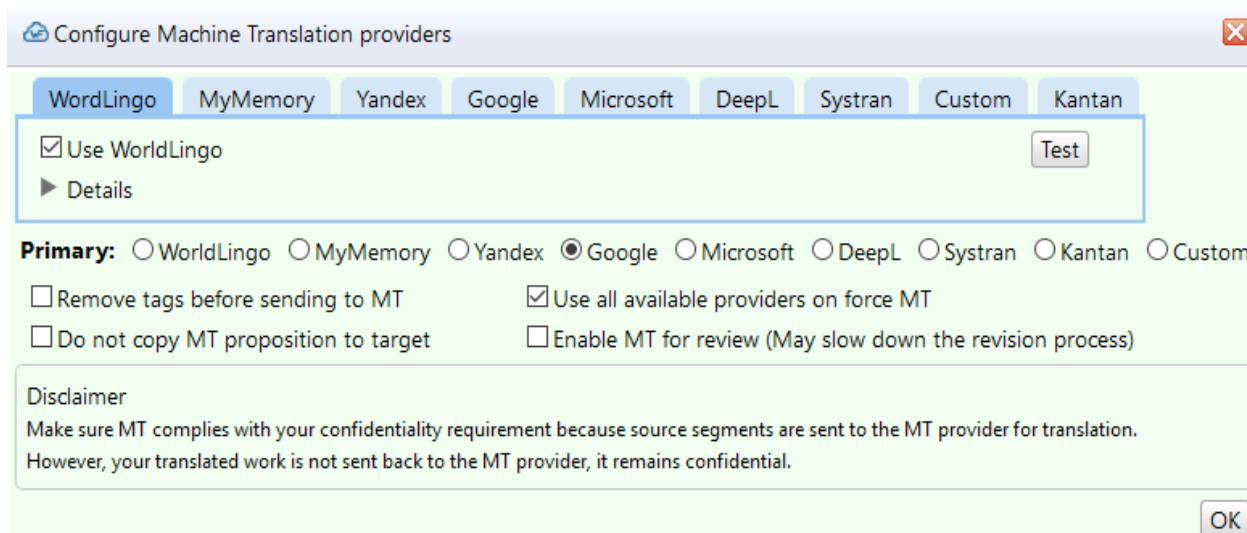 Configure Machine Translation providers
WordLingo MyMemory Yandex Google Microsoft DeepL Systran Custom Kantan
Use WorldLingo Test
Details
Primary: WorldLingo MyMemory Yandex Google Microsoft DeepL Systran Kantan Custom
Remove tags before sending to MT Use all available providers on force MT
Do not copy MT proposition to target Enable MT for review (May slow down the revision process)
Disclaimer
Make sure MT complies with your confidentiality requirement because source segments are sent to the MT provider for translation.
However, your translated work is not sent back to the MT provider, it remains confidential.
OK